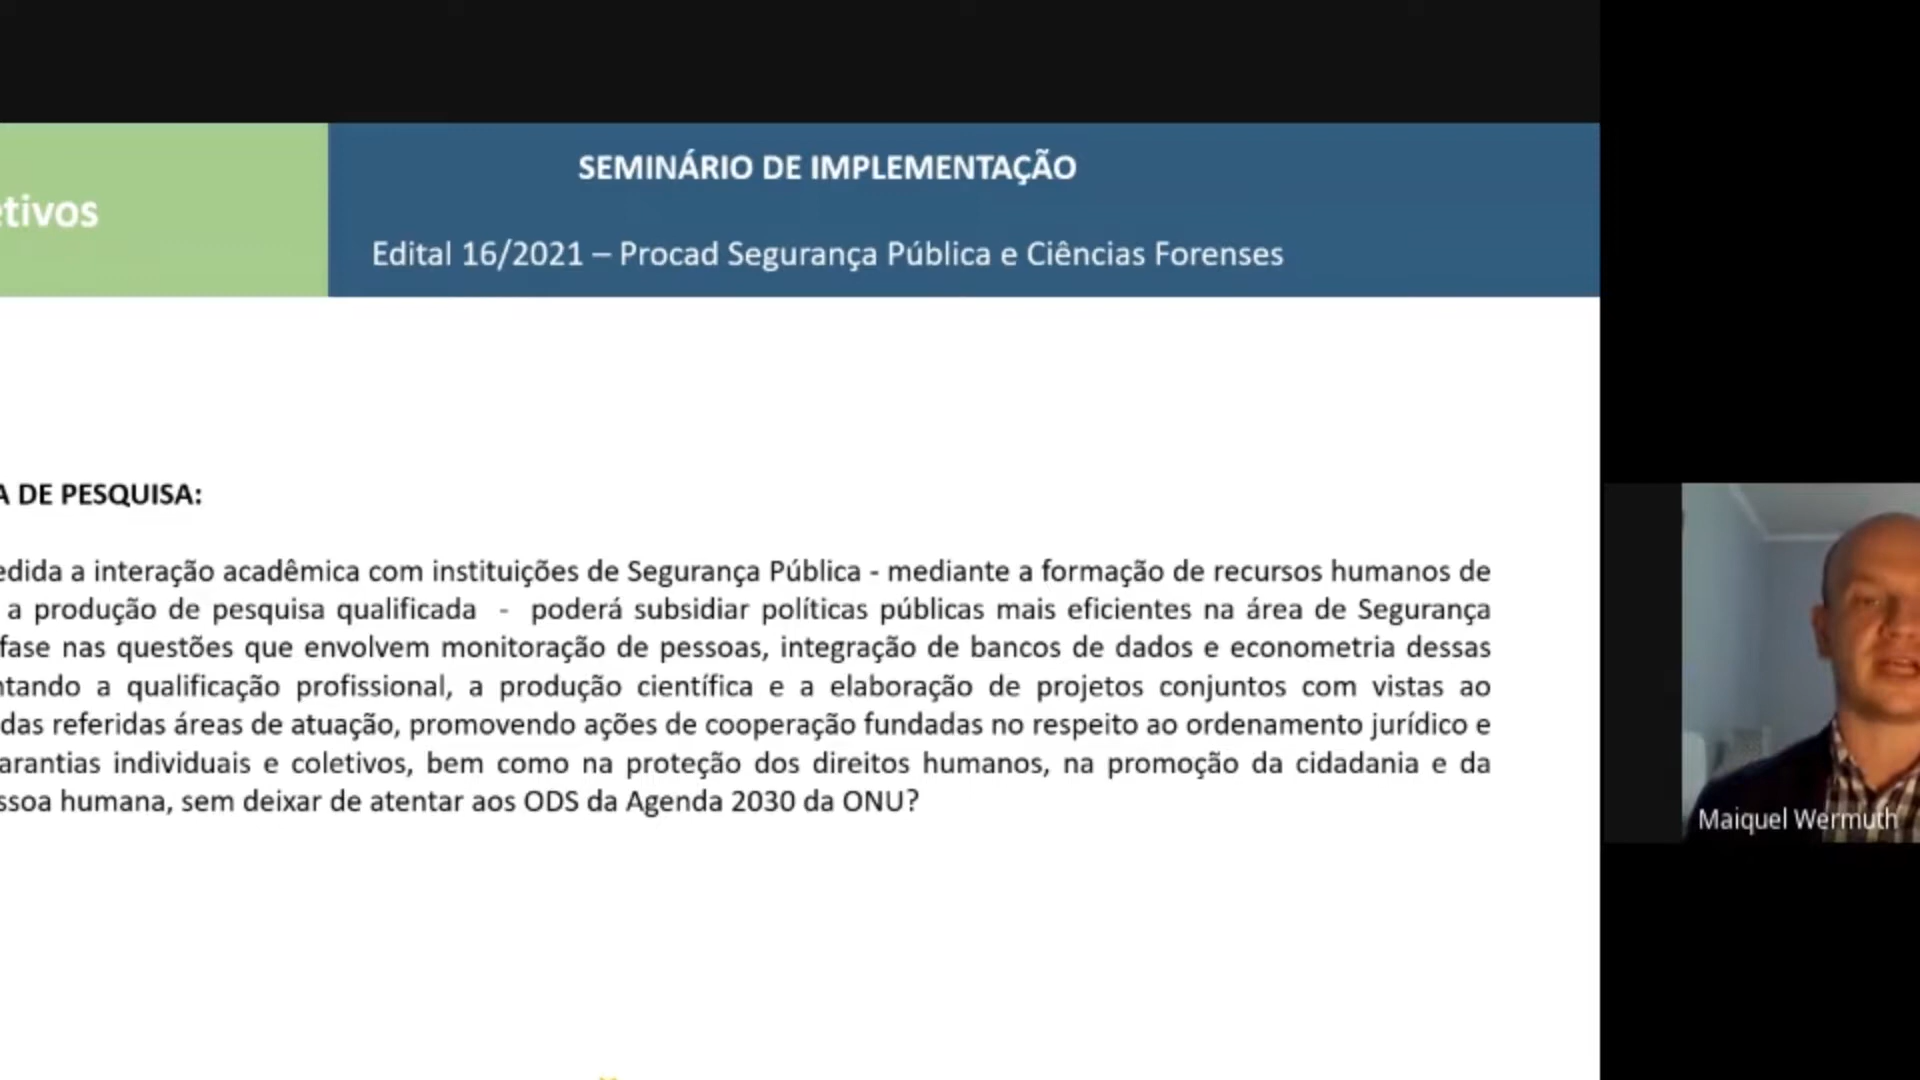 SEMINÁRIO DE IMPLEMENTAÇÃO
etivos
Edital 16/2021 – Procad Segurança Pública e Ciências Forenses
A DE PESQUISA:
edida a interação acadêmica com instituições de Segurança Pública - mediante a formação de recursos humanos de
a produção de pesquisa qualificada - poderá subsidiar políticas públicas mais eficientes na área de Segurança
fase nas questões que envolvem monitoração de pessoas, integração de bancos de dados e econometria dessas
ntando a qualificação profissional, a produção científica e a elaboração de projetos conjuntos com vistas ao
das referidas áreas de atuação, promovendo ações de cooperação fundadas no respeito ao ordenamento jurídico e
arantias individuais e coletivos, bem como na proteção dos direitos humanos, na promoção da cidadania e da
ssoa humana, sem deixar de atentar aos ODS da Agenda 2030 da ONU?
Maiquel Wermuth